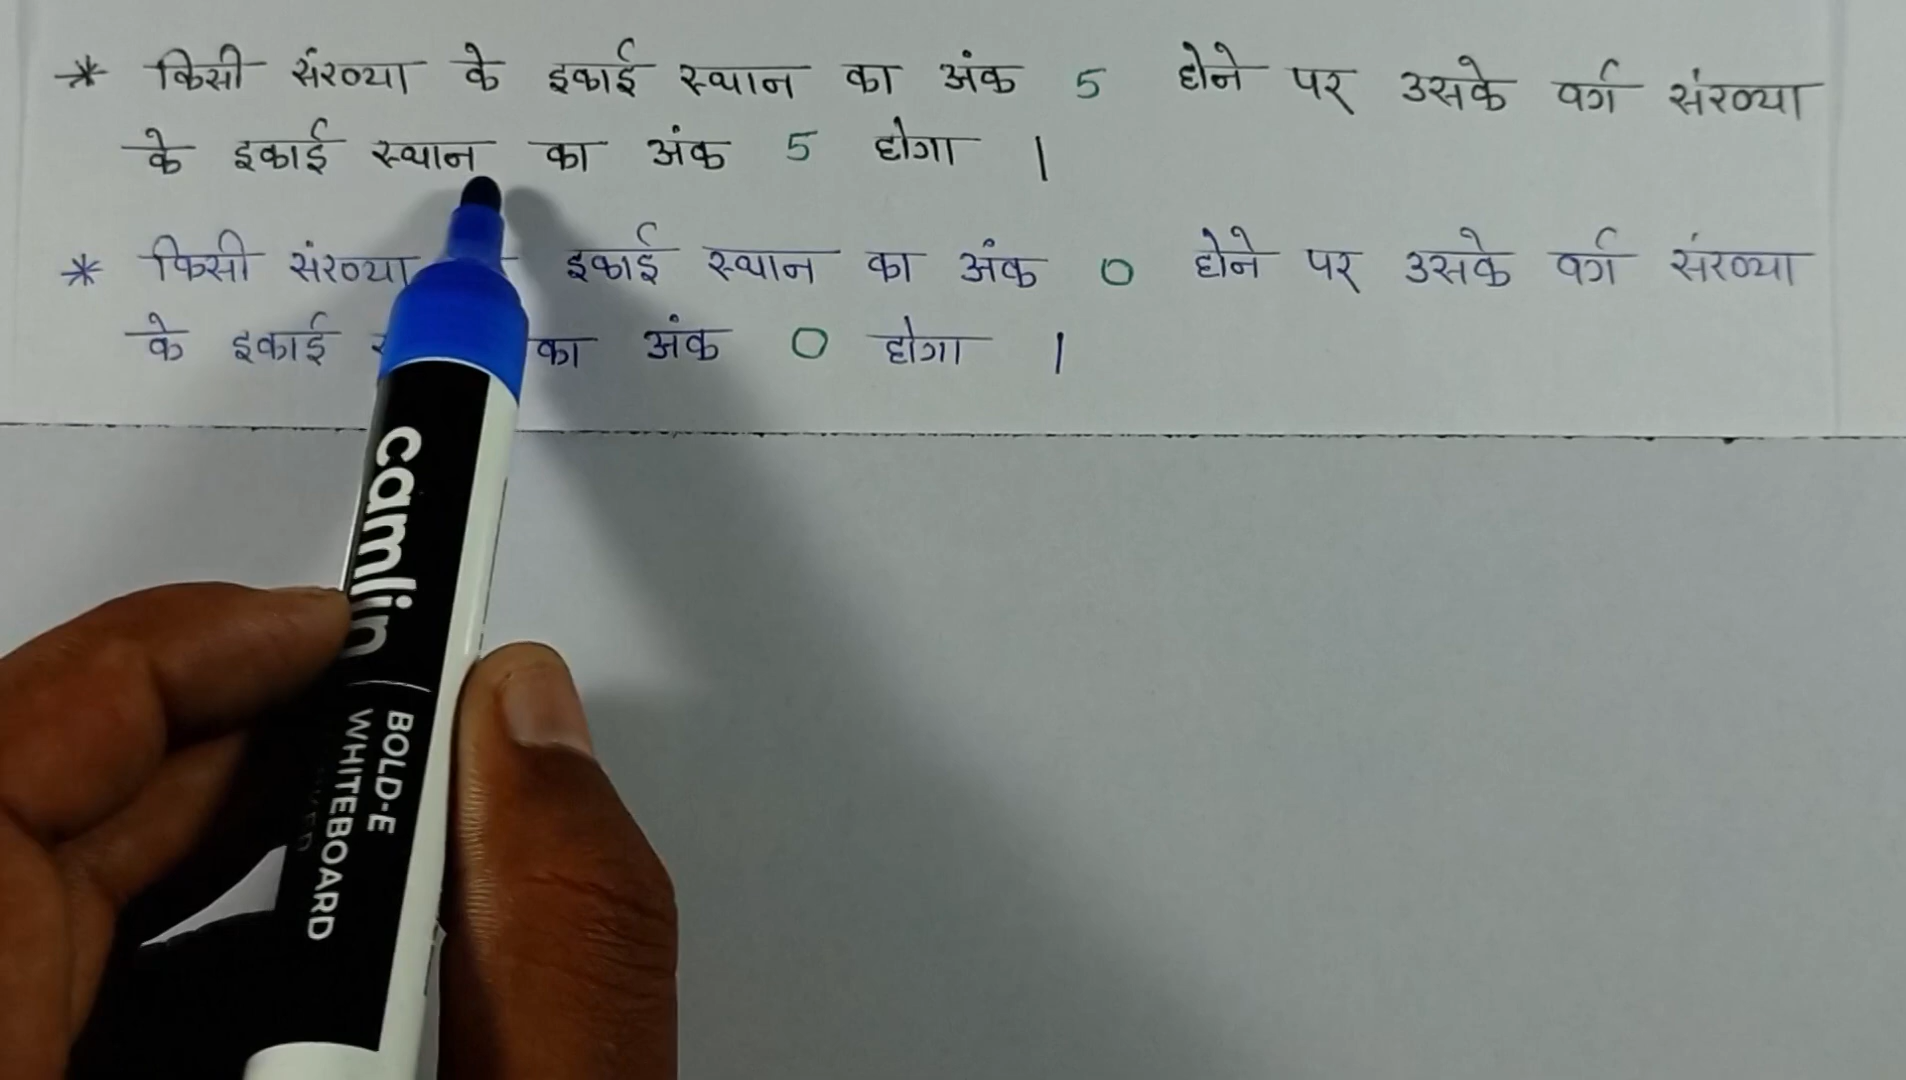 * किसी संख्या के इकाई स्थान का अंक 5 होने पर उसके वर्ग संख्या
के इकाई स्थान का अंक 5 होगा |
* किसी संख्या इकाई स्थान का अंक 0 होने पर उसके वर्ग संख्या
के इकाई का अंक 0 होगा |
camlin
BOLD-E
WHITEBOARD